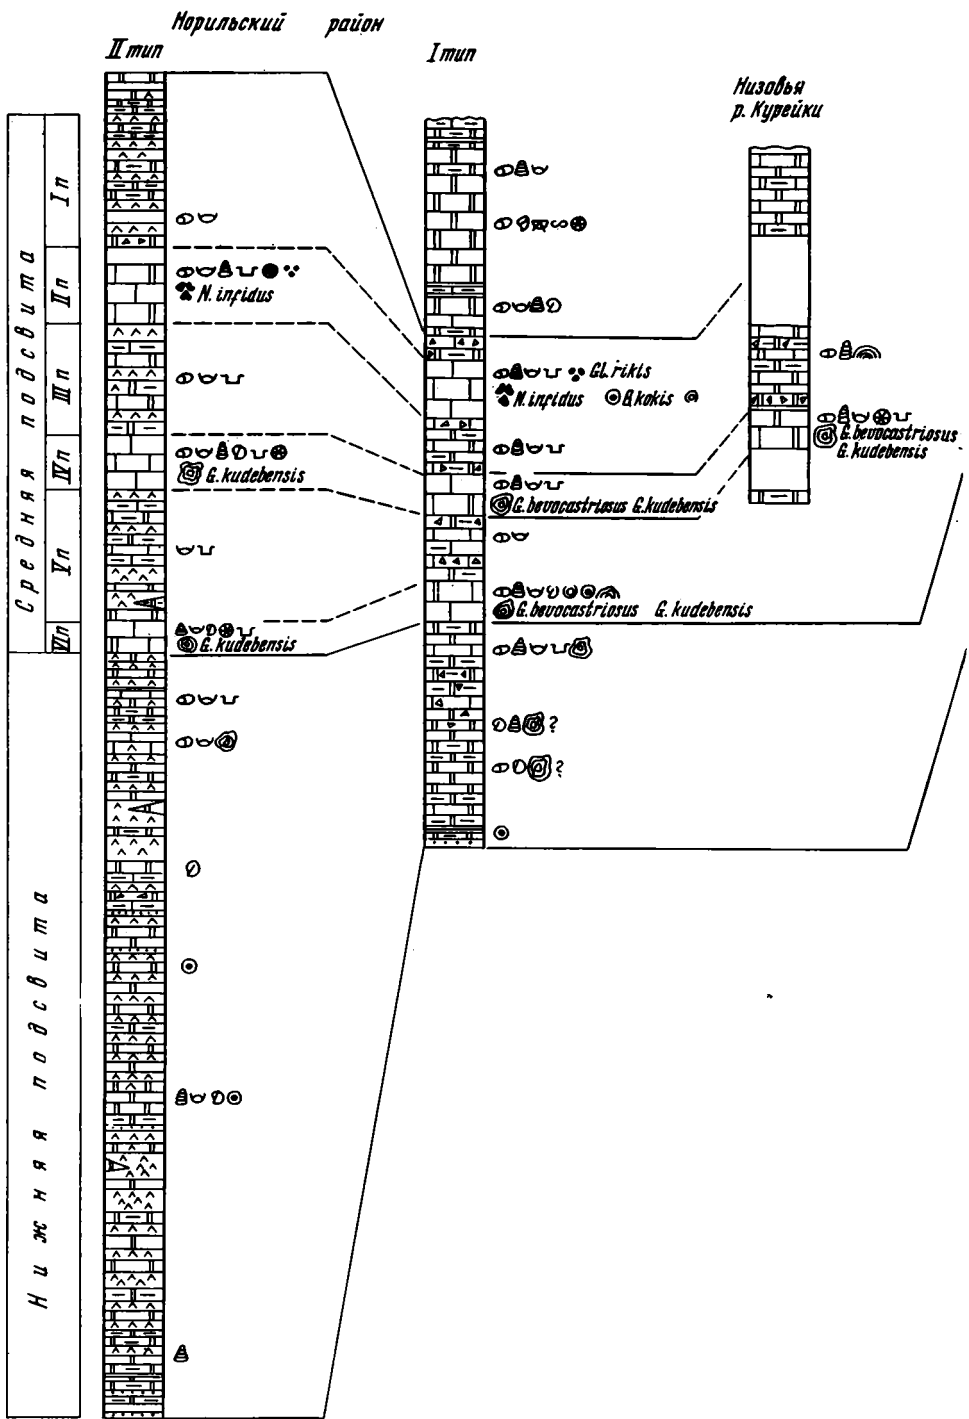 Норильский район
II тип
I тип
Низовья
р. Курейки
Средняя подсвита
Нижняя подсвита
I п
II п
III п
IV п
V п
VI п
N. infidus
G. kudebensis
G. kudebensis
Gl. rikis
N. infidus B. kokis
G. bevocastriosus G. kudebensis
G. bevocastriosus G. kudebensis
?
?
G. bevocastriosus
G. kudebensis